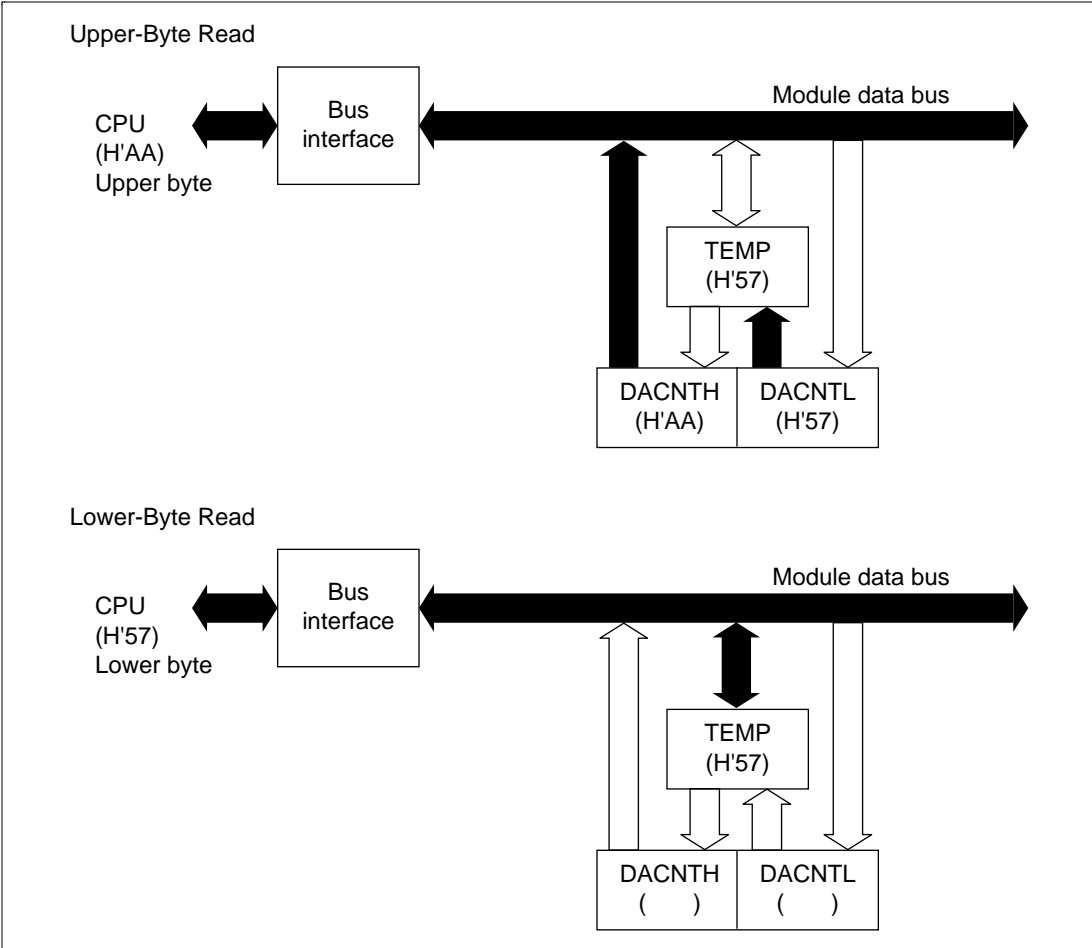 Upper-Byte Read
CPU
(H'AA)
Upper byte
Bus
interface
Module data bus
TEMP
(H'57)
DACNTH
(H'AA)
DACNTL
(H'57)
Lower-Byte Read
CPU
(H'57)
Lower byte
Bus
interface
Module data bus
TEMP
(H'57)
DACNTH
( )
DACNTL
( )